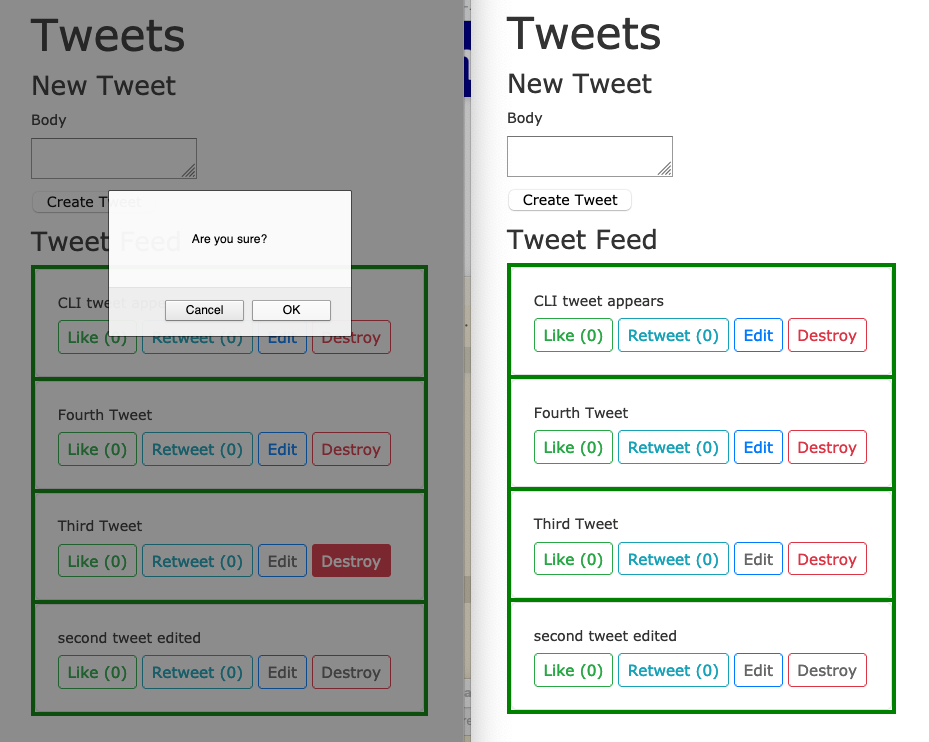 Tweets
New Tweet
Body
Create Tweet
Tweet Feed
Are you sure?
Cancel OK
CLI tweet appears
Like (0) Retweet (0) Edit Destroy
Fourth Tweet
Like (0) Retweet (0) Edit Destroy
Third Tweet
Like (0) Retweet (0) Edit Destroy
second tweet edited
Like (0) Retweet (0) Edit Destroy
Tweets
New Tweet
Body
Create Tweet
Tweet Feed
CLI tweet appears
Like (0) Retweet (0) Edit Destroy
Fourth Tweet
Like (0) Retweet (0) Edit Destroy
Third Tweet
Like (0) Retweet (0) Edit Destroy
second tweet edited
Like (0) Retweet (0) Edit Destroy